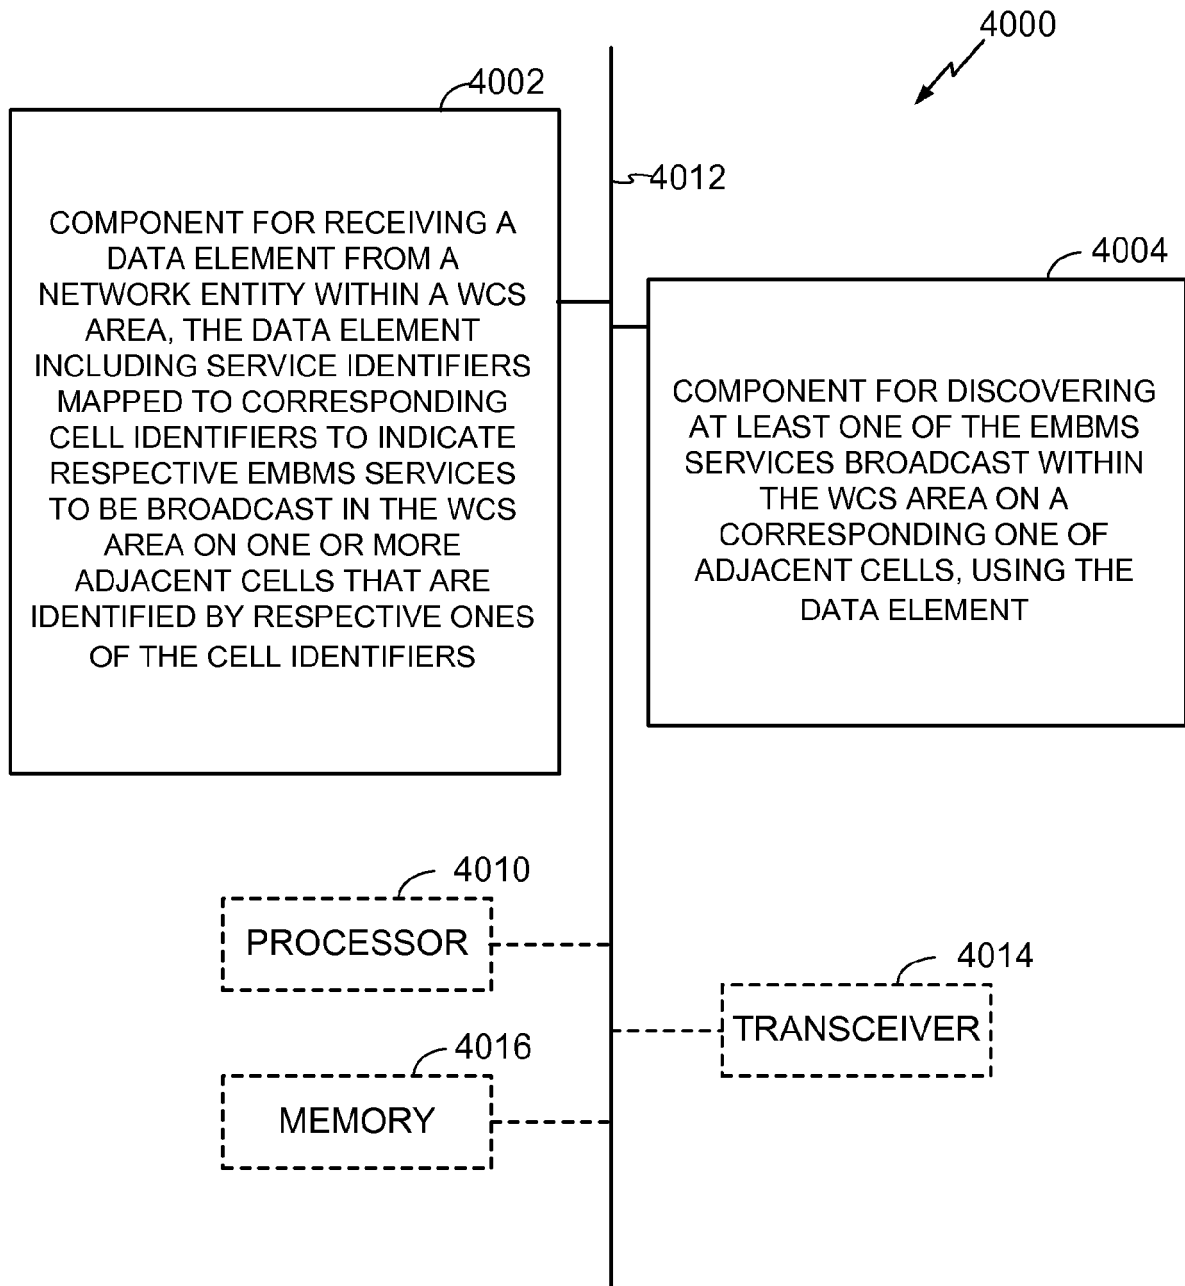 4000
4002
4012
COMPONENT FOR RECEIVING A
DATA ELEMENT FROM A
NETWORK ENTITY WITHIN A WCS
AREA, THE DATA ELEMENT
INCLUDING SERVICE IDENTIFIERS
MAPPED TO CORRESPONDING
CELL IDENTIFIERS TO INDICATE
RESPECTIVE EMBMS SERVICES
TO BE BROADCAST IN THE WCS
AREA ON ONE OR MORE
ADJACENT CELLS THAT ARE
IDENTIFIED BY RESPECTIVE ONES
OF THE CELL IDENTIFIERS
4004
COMPONENT FOR DISCOVERING
AT LEAST ONE OF THE EMBMS
SERVICES BROADCAST WITHIN
THE WCS AREA ON A
CORRESPONDING ONE OF
ADJACENT CELLS, USING THE
DATA ELEMENT
4010
PROCESSOR
4014
TRANSCEIVER
4016
MEMORY